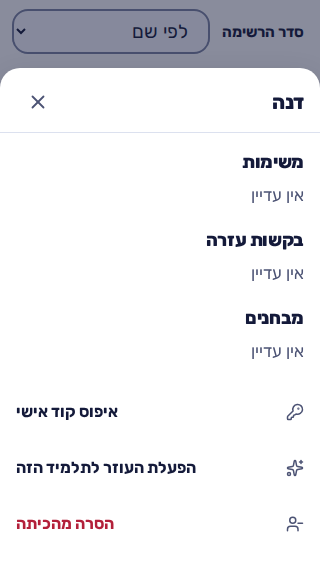 סדר הרשימה
לפי שם
דנה
משימות
אין עדיין
בקשות עזרה
אין עדיין
מבחנים
אין עדיין
איפוס קוד אישי
הפעלת העוזר לתלמיד הזה
הסרה מהכיתה